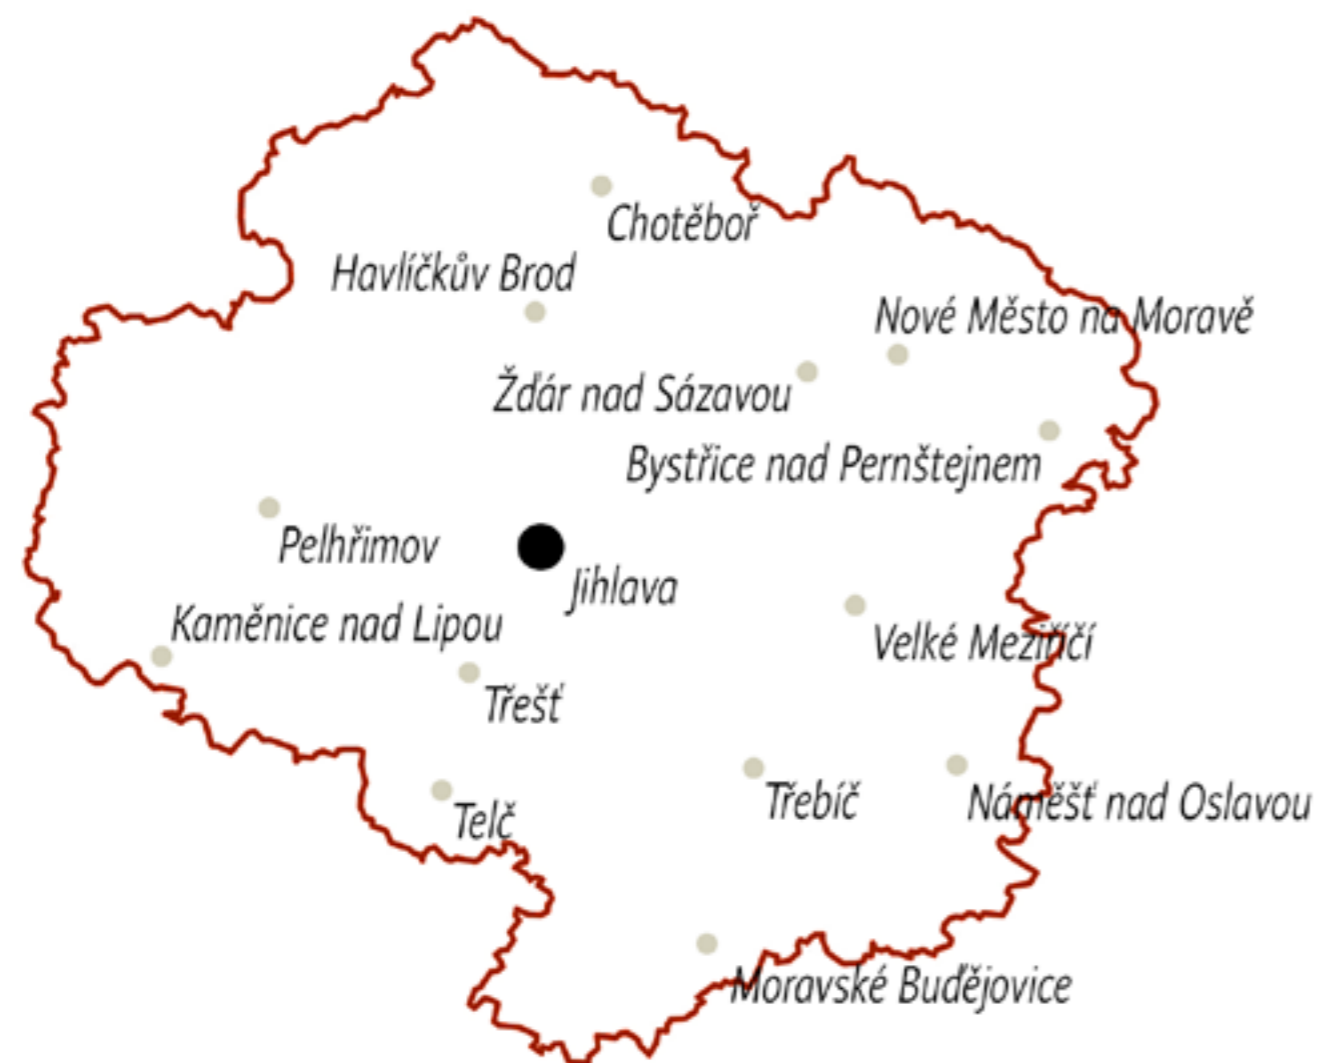 Chotěboř
Havlíčkův Brod
Nové Město na Moravě
Žďár nad Sázavou
Bystřice nad Pernštejnem
Pelhřimov
Jihlava
Kaměnice nad Lipou
Velké Meziříčí
Třešť
Třebíč
Náměšť nad Oslavou
Telč
Moravské Buďějovice